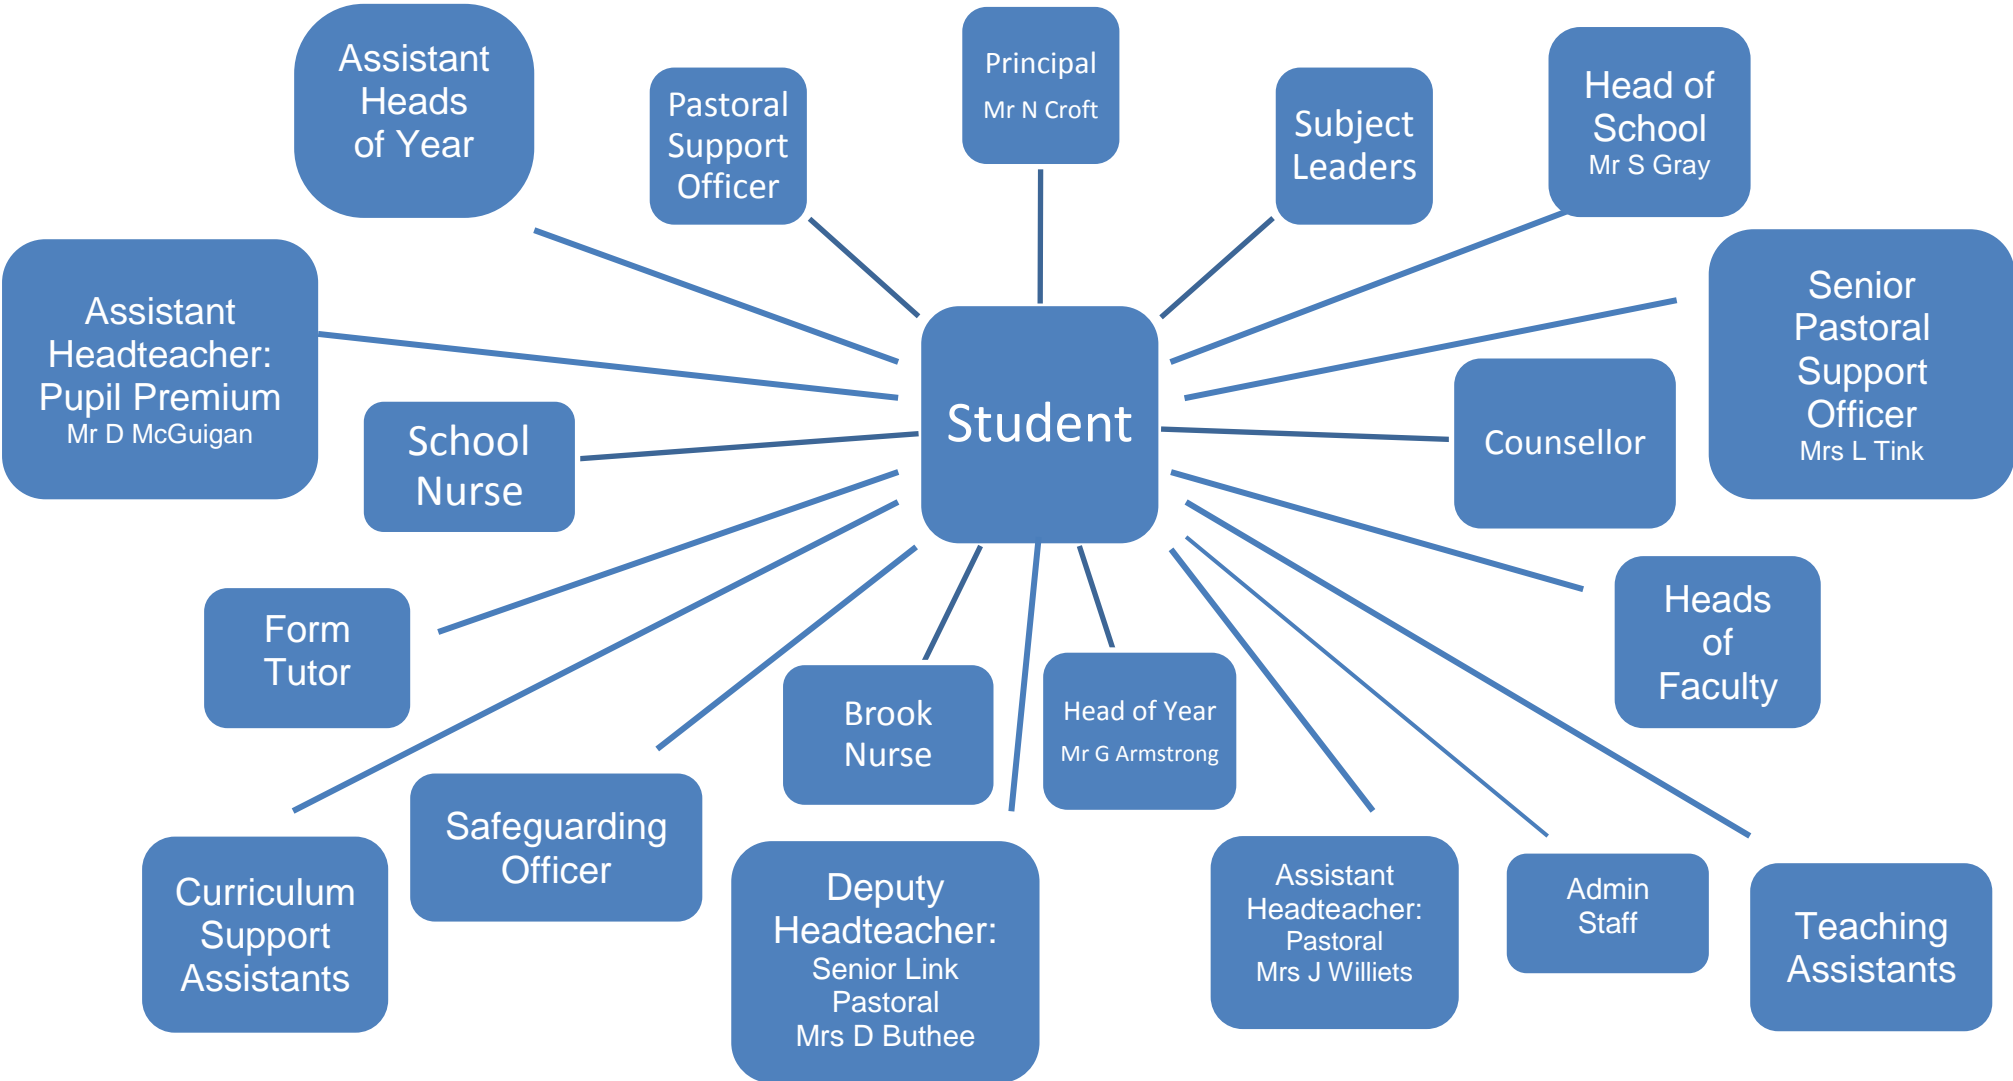 Assistant
Heads
of Year
Pastoral
Support
Officer
Principal
Mr N Croft
Subject
Leaders
Head of
School
Mr S Gray
Assistant
Headteacher:
Pupil Premium
Mr D McGuigan
School
Nurse
Student
Counsellor
Senior
Pastoral
Support
Officer
Mrs L Tink
Form
Tutor
Brook
Nurse
Head of Year
Mr G Armstrong
Heads
of
Faculty
Curriculum
Support
Assistants
Safeguarding
Officer
Deputy
Headteacher:
Senior Link
Pastoral
Mrs D Buthee
Assistant
Headteacher:
Pastoral
Mrs J Williets
Admin
Staff
Teaching
Assistants